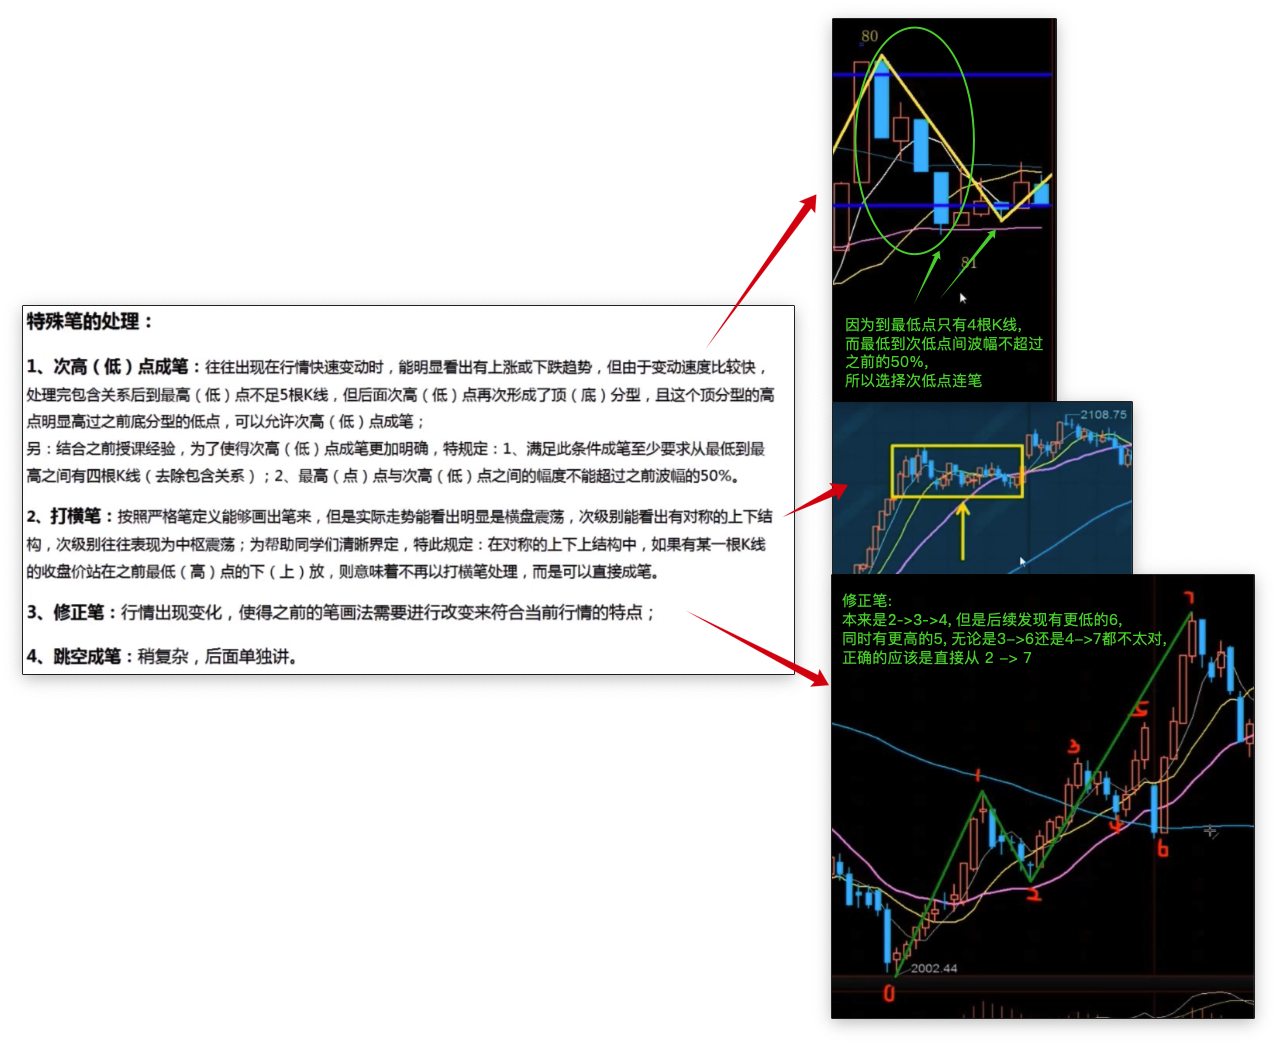 特殊笔的处理：
1、次高（低）点成笔：往往出现在行情快速变动时，能明显看出有上涨或下跌趋势，但由于变动速度比较快，
处理完包含关系后到最高（低）点不足5根K线，但后面次高（低）点再次形成了顶（底）分型，且这个顶分型的高
点明显高过之前底分型的低点，可以允许次高（低）点成笔；
另：结合之前授课经验，为了使得次高（低）点成笔更加明确，特规定：1、满足此条件成笔至少要求从最低到最
高之间有四根K线（去除包含关系）；2、最高（点）点与次高（低）点之间的幅度不能超过之前波幅的50%。
2、打横笔：按照严格笔定义能够画出笔来，但是实际走势能看出明显是横盘震荡，次级别能看出有对称的上下结
构，次级别往往表现为中枢震荡；为帮助同学们清晰界定，特此规定：在对称的上下上结构中，如果有某一根K线
的收盘价站在之前最低（高）点的下（上）放，则意味着不再以打横笔处理，而是可以直接成笔。
3、修正笔：行情出现变化，使得之前的笔画法需要进行改变来符合当前行情的特点；
4、跳空成笔：稍复杂，后面单独讲。
80
81
因为到最低点只有4根K线,
而最低到次低点间波幅不超过
之前的50%,
所以选择次低点连笔
2108.75
修正笔:
本来是2->3->4, 但是后续发现有更低的6,
同时有更高的5, 无论是3->6还是4->7都不太对,
正确的应该是直接从 2 -> 7
7
5
3
1
4
6
2
2002.44
0